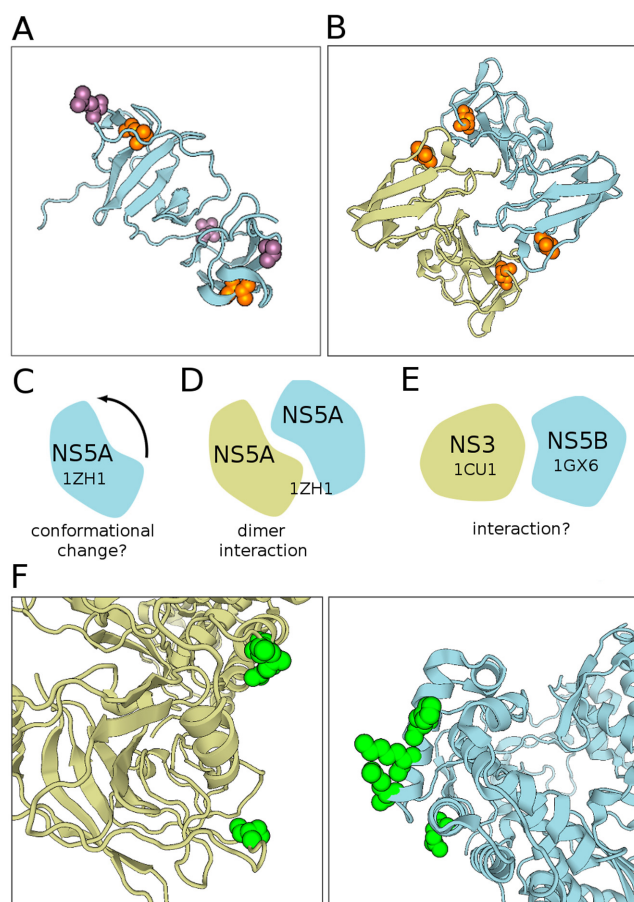 A
B
C
D
E
NS5A
1ZH1
conformational
change?
NS5A
NS5A
1ZH1
dimer
interaction
NS3
1CU1
NS5B
1GX6
interaction?
F